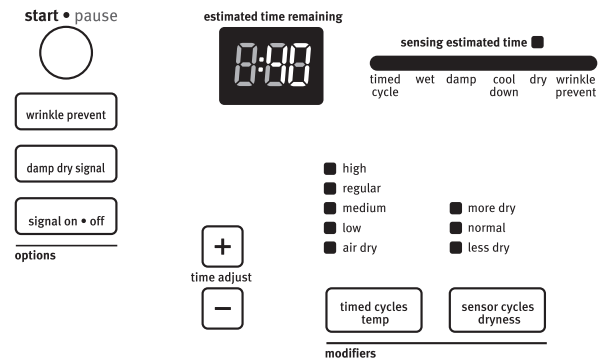 start • pause
estimated time remaining
:40
sensing estimated time
timed cycle
wet
damp
cool down
dry
wrinkle prevent
wrinkle prevent
damp dry signal
signal on • off
options
+
time adjust
−
high
regular
medium
low
air dry
more dry
normal
less dry
timed cycles
temp
sensor cycles
dryness
modifiers